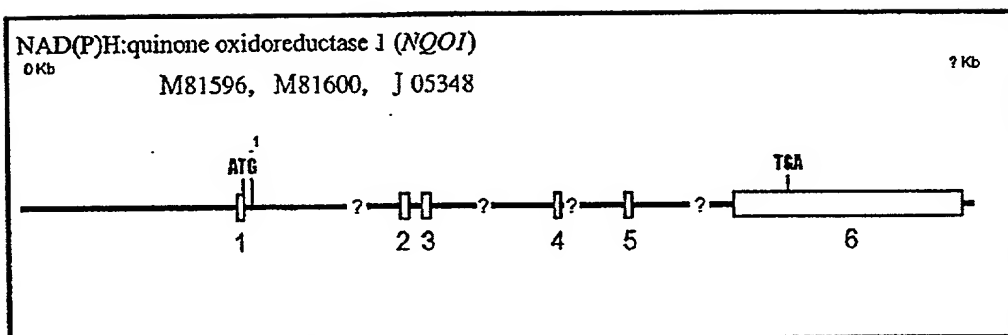 NAD(P)H:quinone oxidoreductase 1 (NQO1)
0 Kb ? Kb
M81596, M81600, J 05348
1
ATG TGA
? ? ? ?
1 2 3 4 5 6